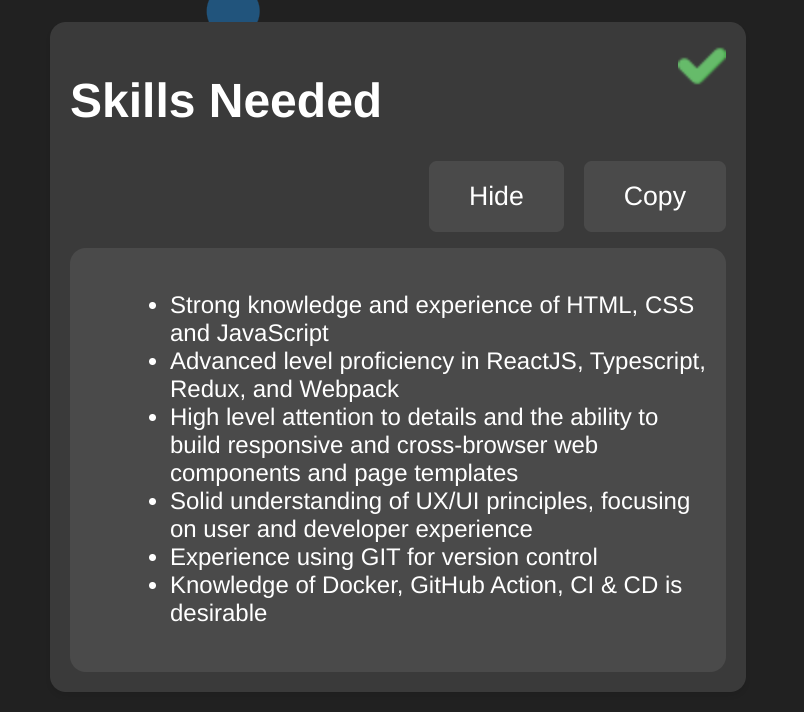 Skills Needed
Hide
Copy
• Strong knowledge and experience of HTML, CSS
and JavaScript
• Advanced level proficiency in ReactJS, Typescript,
Redux, and Webpack
• High level attention to details and the ability to
build responsive and cross-browser web
components and page templates
• Solid understanding of UX/UI principles, focusing
on user and developer experience
• Experience using GIT for version control
• Knowledge of Docker, GitHub Action, CI & CD is
desirable